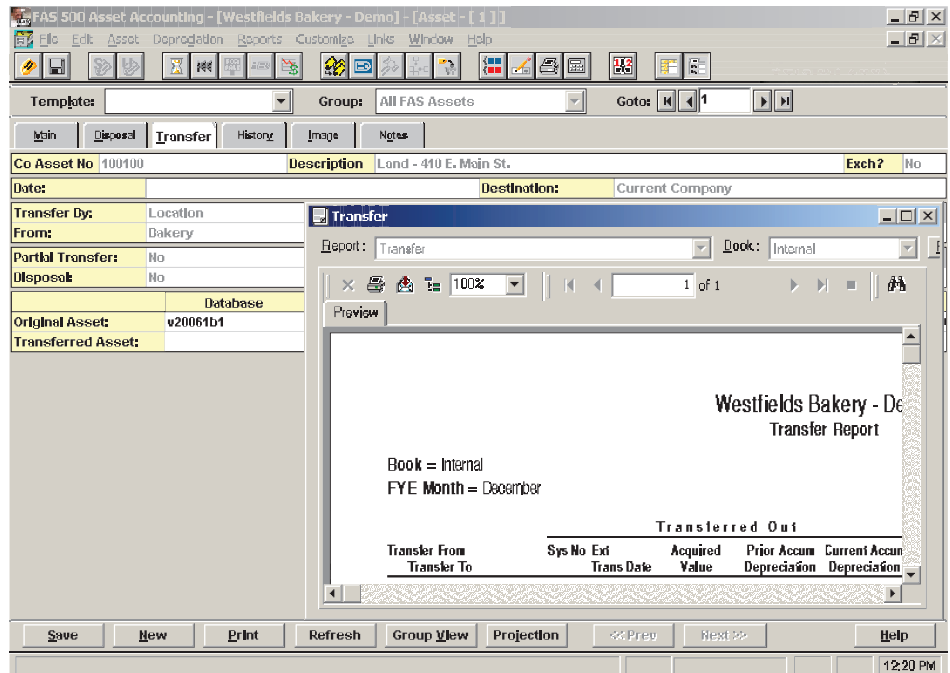 FAS 500 Asset Accounting - [Westfields Bakery - Demo] - [Asset - [ 1 ] ]
File Edit Asset Depreciation Reports Customize Links Window Help
Template: Group: All FAS Assets Goto: 1
Main Disposal Transfer History Image Notes
Co Asset No 100100 Description Land - 410 E. Main St. Exch? No
Date: Destination: Current Company
Transfer By: Location
From: Bakery
Partial Transfer: No
Disposal: No
Database
Original Asset: v20061b1
Transferred Asset:
Transfer
Report: Transfer Book: Internal
100% 1 of 1
Preview
Westfields Bakery - De
Transfer Report
Book = Internal
FYE Month = December
Transferred Out
Transfer From Sys No Ext Acquired Prior Accum Current Accum
Transfer To Trans Date Value Depreciation Depreciation
Save New Print Refresh Group View Projection << Prev Next >> Help
12:20 PM